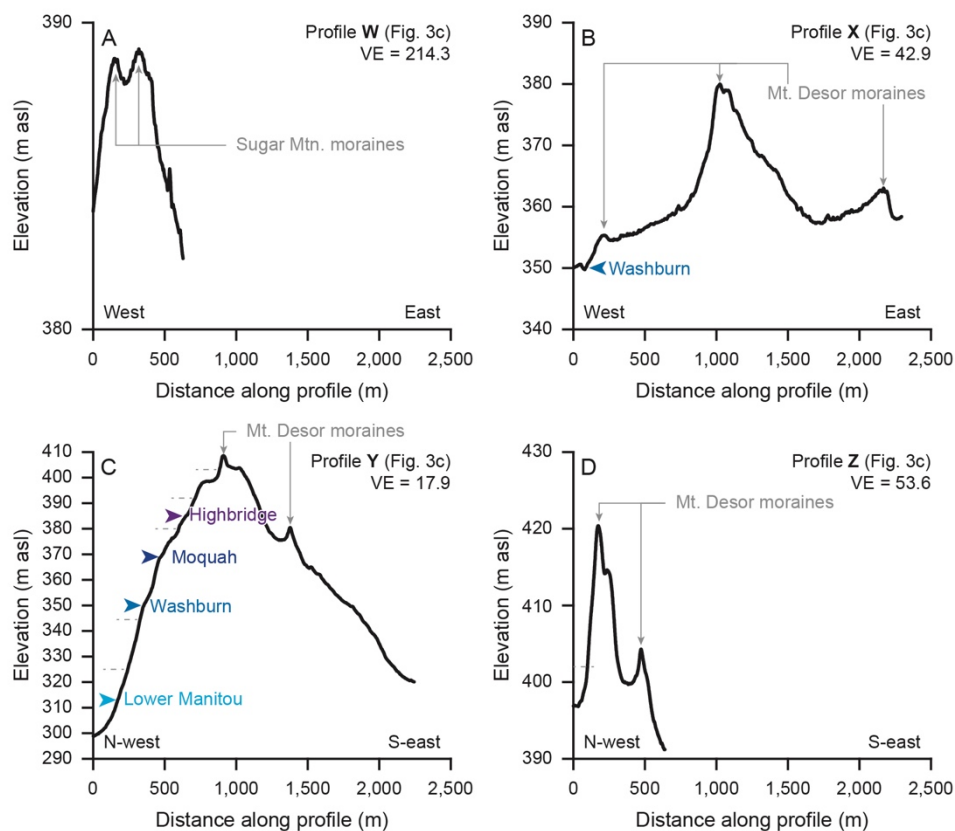 A
Profile W (Fig. 3c)
VE = 214.3
Sugar Mtn. moraines
Elevation (m asl)
390
380
West
East
0
500
1,000
1,500
2,000
2,500
Distance along profile (m)
B
Profile X (Fig. 3c)
VE = 42.9
Mt. Desor moraines
Washburn
Elevation (m asl)
390
380
370
360
350
340
West
East
0
500
1,000
1,500
2,000
2,500
Distance along profile (m)
C
Mt. Desor moraines
Profile Y (Fig. 3c)
VE = 17.9
Highbridge
Moquah
Washburn
Lower Manitou
Elevation (m asl)
410
400
390
380
370
360
350
340
330
320
310
300
290
N-west
S-east
0
500
1,000
1,500
2,000
2,500
Distance along profile (m)
D
Profile Z (Fig. 3c)
VE = 53.6
Mt. Desor moraines
Elevation (m asl)
430
420
410
400
390
N-west
S-east
0
500
1,000
1,500
2,000
2,500
Distance along profile (m)